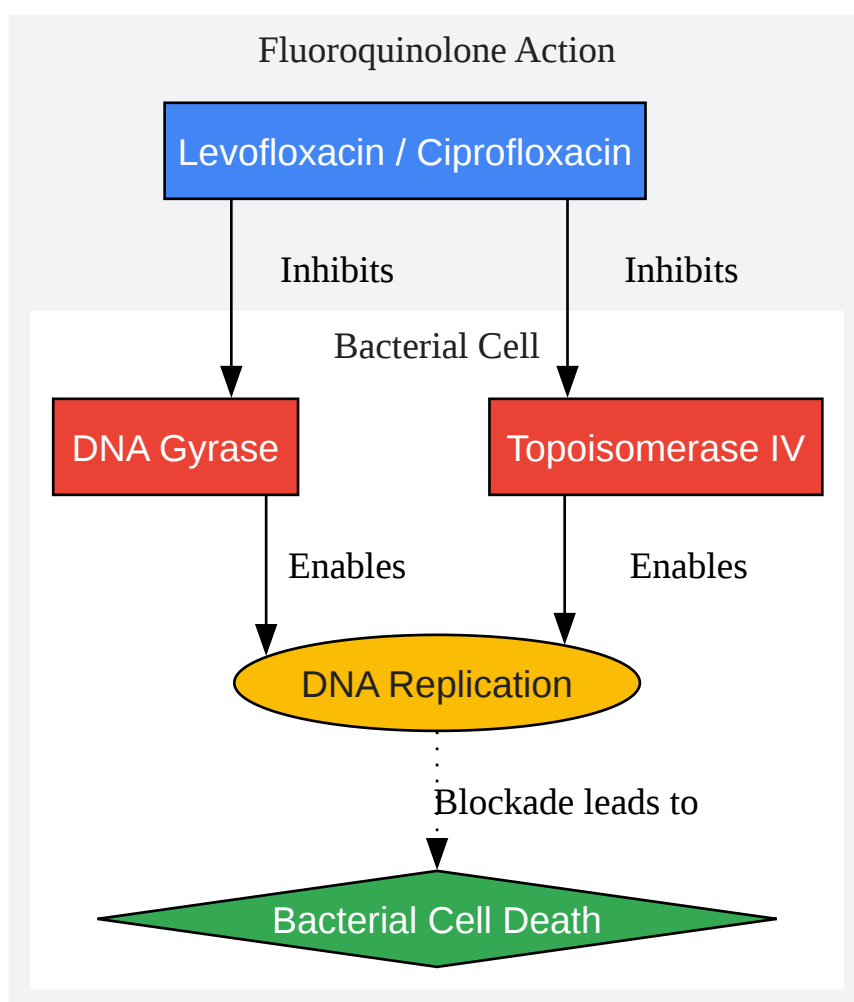 Fluoroquinolone Action
Levofloxacin / Ciprofloxacin
Inhibits
Inhibits
Bacterial Cell
DNA Gyrase
Topoisomerase IV
Enables
Enables
DNA Replication
Blockade leads to
Bacterial Cell Death